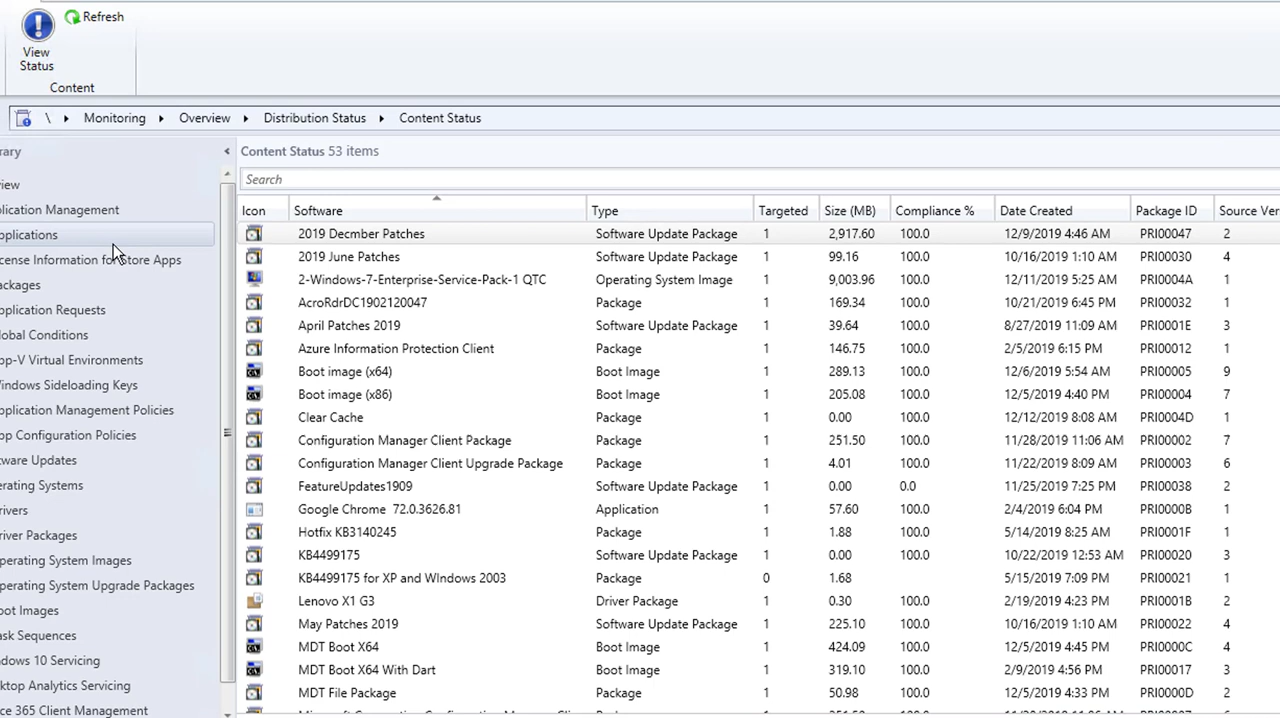 Refresh
View
Status
Content
\ Monitoring Overview Distribution Status Content Status
rary
iew
lication Management
pplications
cense Information for Store Apps
ackages
pplication Requests
lobal Conditions
pp-V Virtual Environments
indows Sideloading Keys
pplication Management Policies
pp Configuration Policies
tware Updates
erating Systems
rivers
river Packages
perating System Images
perating System Upgrade Packages
oot Images
ask Sequences
ndows 10 Servicing
ktop Analytics Servicing
ice 365 Client Management
Content Status 53 items
Search
Icon Software Type Targeted Size (MB) Compliance % Date Created Package ID Source Ver
2019 Decmber Patches Software Update Package 1 2,917.60 100.0 12/9/2019 4:46 AM PRI00047 2
2019 June Patches Software Update Package 1 99.16 100.0 10/16/2019 1:10 AM PRI00030 4
2-Windows-7-Enterprise-Service-Pack-1 QTC Operating System Image 1 9,003.96 100.0 12/11/2019 5:25 AM PRI0004A 1
AcroRdrDC1902120047 Package 1 169.34 100.0 10/21/2019 6:45 PM PRI00032 1
April Patches 2019 Software Update Package 1 39.64 100.0 8/27/2019 11:09 AM PRI0001E 3
Azure Information Protection Client Package 1 146.75 100.0 2/5/2019 6:15 PM PRI00012 1
Boot image (x64) Boot Image 1 289.13 100.0 12/6/2019 5:54 AM PRI00005 9
Boot image (x86) Boot Image 1 205.08 100.0 12/5/2019 4:40 PM PRI00004 7
Clear Cache Package 1 0.00 100.0 12/12/2019 8:08 AM PRI0004D 1
Configuration Manager Client Package Package 1 251.50 100.0 11/28/2019 11:06 AM PRI00002 7
Configuration Manager Client Upgrade Package Package 1 4.01 100.0 11/22/2019 8:09 AM PRI00003 6
FeatureUpdates1909 Software Update Package 1 0.00 0.0 11/25/2019 7:25 PM PRI00038 2
Google Chrome 72.0.3626.81 Application 1 57.60 100.0 2/4/2019 6:04 PM PRI0000B 1
Hotfix KB3140245 Package 1 1.88 100.0 5/14/2019 8:25 AM PRI0001F 1
KB4499175 Software Update Package 1 0.00 100.0 10/22/2019 12:53 AM PRI00020 3
KB4499175 for XP and WIndows 2003 Package 0 1.68 5/15/2019 7:09 PM PRI00021 1
Lenovo X1 G3 Driver Package 1 0.30 100.0 2/19/2019 4:23 PM PRI0001B 2
May Patches 2019 Software Update Package 1 225.10 100.0 10/16/2019 1:10 AM PRI00022 4
MDT Boot X64 Boot Image 1 424.09 100.0 12/5/2019 4:45 PM PRI0000C 4
MDT Boot X64 With Dart Boot Image 1 319.10 100.0 2/9/2019 4:56 PM PRI00017 3
MDT File Package Package 1 50.98 100.0 12/5/2019 4:33 PM PRI0000D 2